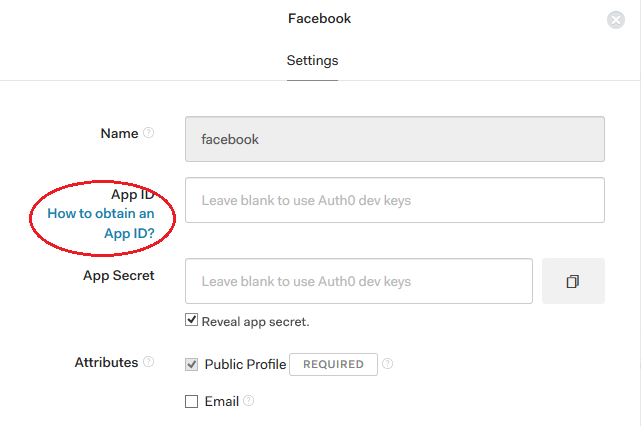 Facebook
Settings
Name ?
facebook
App ID
How to obtain an
App ID?
Leave blank to use Auth0 dev keys
App Secret
Leave blank to use Auth0 dev keys
Reveal app secret.
Attributes ?
Public Profile REQUIRED ?
Email ?